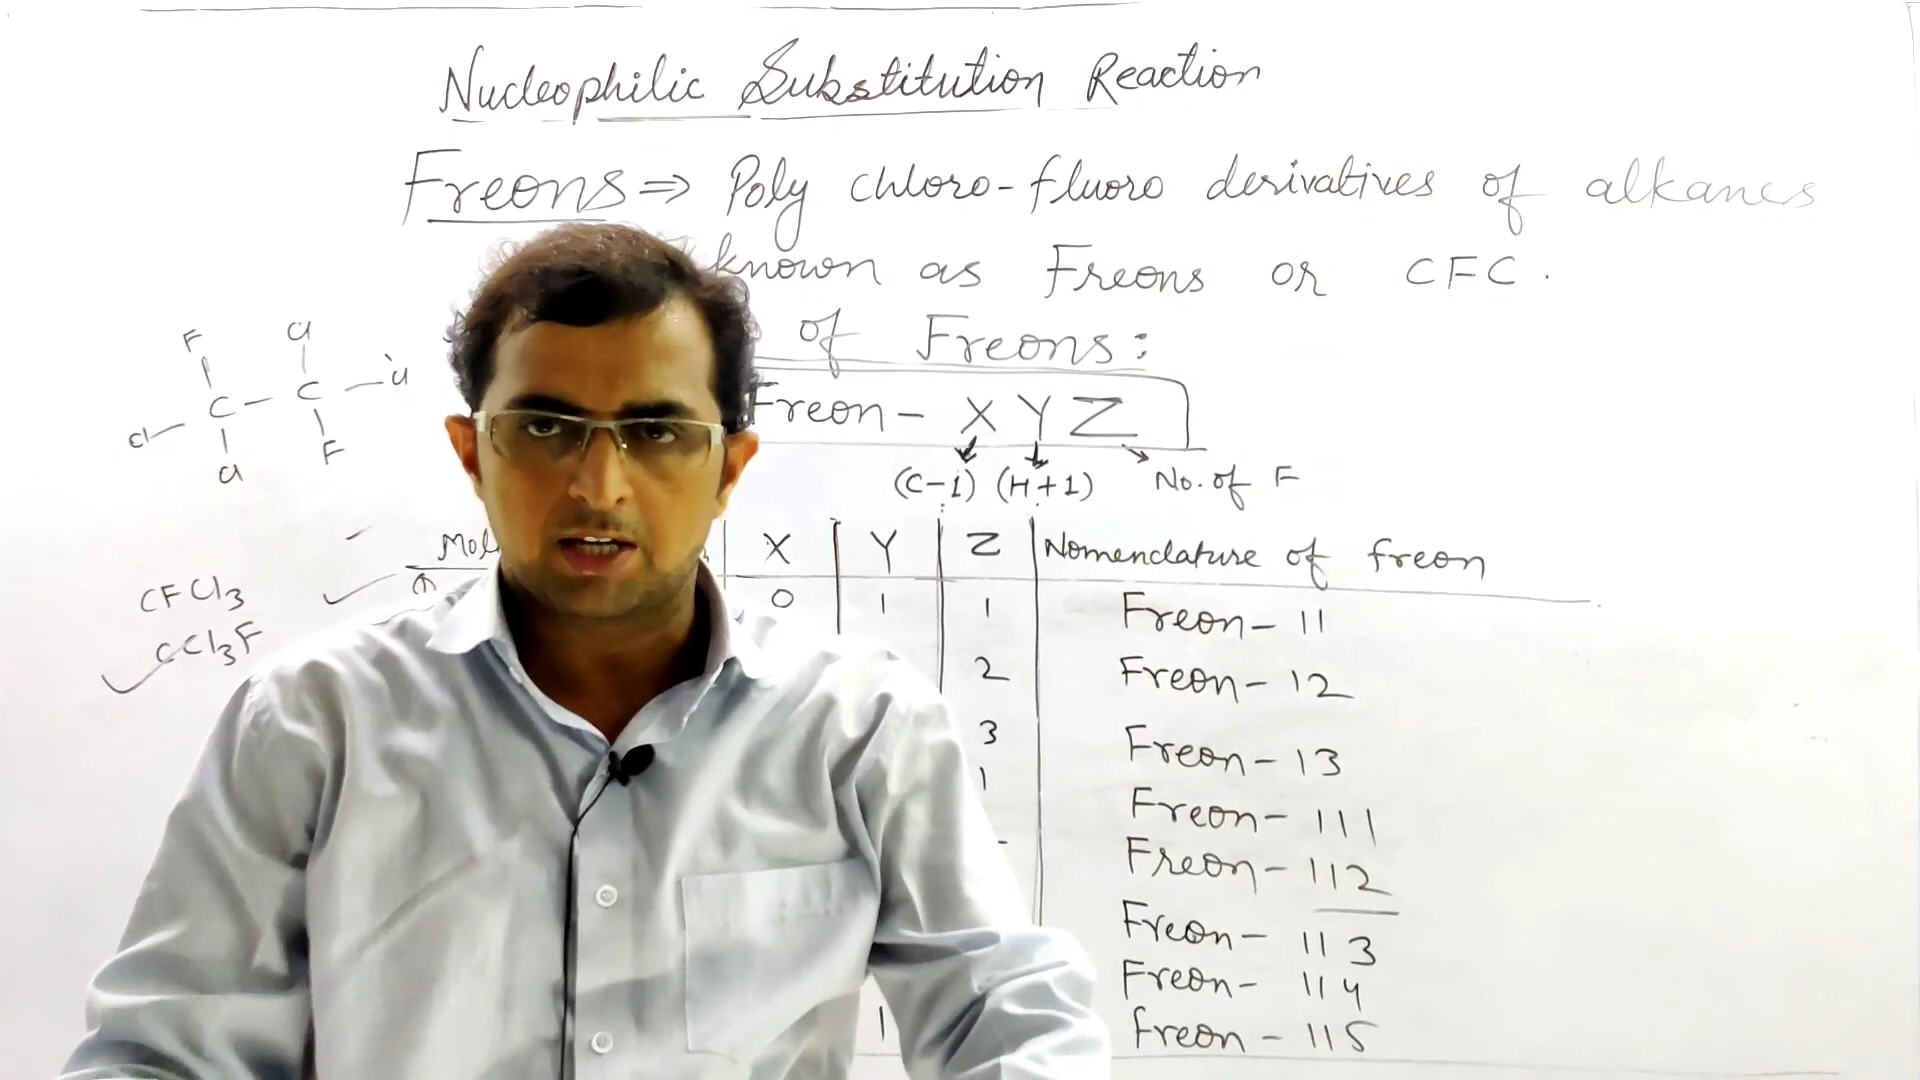 Nucleophilic Substitution Reaction
Freons ⇒ Poly chloro-fluoro derivatives of alkanes
known as Freons or CFC.
of Freons:
Freon - X Y Z
(C-1) (H+1) No. of F
F Cl
C - C - Cl
Cl
Cl F
X Y Z Nomenclature of freon
CFCl3
CCl3F
0 1 1 Freon - 11
2 Freon - 12
3 Freon - 13
1 Freon - 111
Freon - 112
Freon - 113
Freon - 114
1 freon - 115